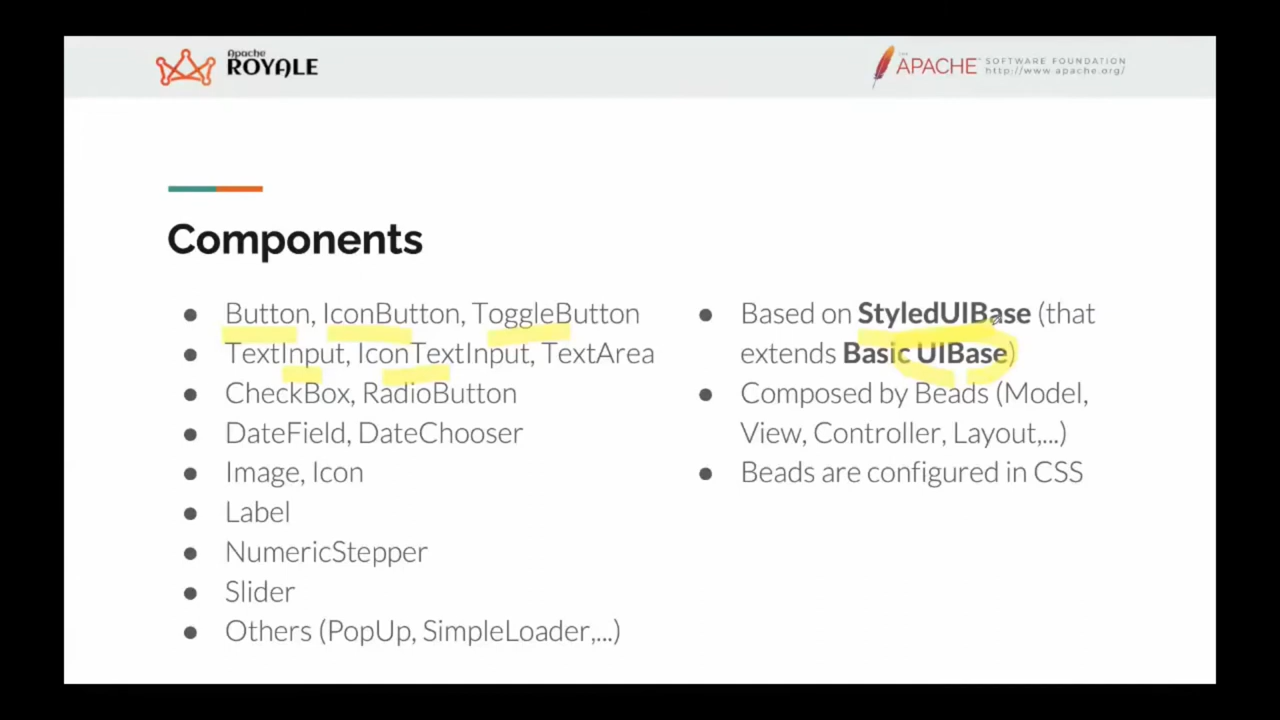 Apache
ROYALE
THE
APACHE SOFTWARE FOUNDATION
http://www.apache.org/
Components
● Button, IconButton, ToggleButton
● TextInput, IconTextInput, TextArea
● CheckBox, RadioButton
● DateField, DateChooser
● Image, Icon
● Label
● NumericStepper
● Slider
● Others (PopUp, SimpleLoader,...)
● Based on StyledUIBase (that
extends Basic UIBase)
● Composed by Beads (Model,
View, Controller, Layout,...)
● Beads are configured in CSS